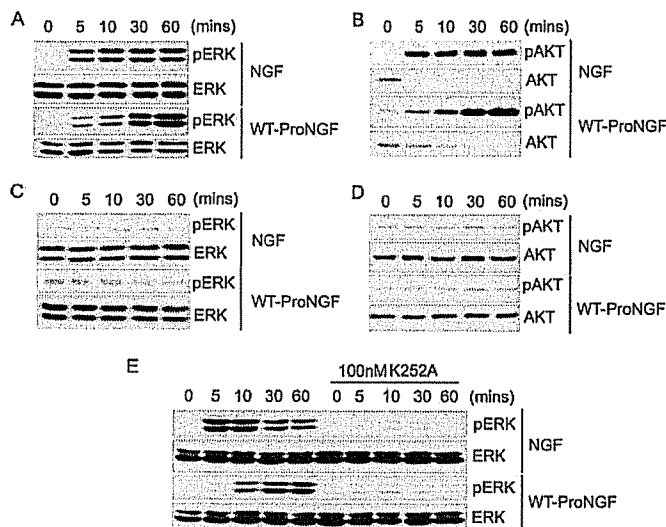 A
0 5 10 30 60 (mins)
pERK
ERK
NGF
pERK
ERK
WT-ProNGF
B
0 5 10 30 60 (mins)
pAKT
AKT
NGF
pAKT
AKT
WT-ProNGF
C
0 5 10 30 60 (mins)
pERK
ERK
NGF
pERK
ERK
WT-ProNGF
D
0 5 10 30 60 (mins)
pAKT
AKT
NGF
pAKT
AKT
WT-ProNGF
E
100nM K252A
0 5 10 30 60 0 5 10 30 60 (mins)
pERK
ERK
NGF
pERK
ERK
WT-ProNGF